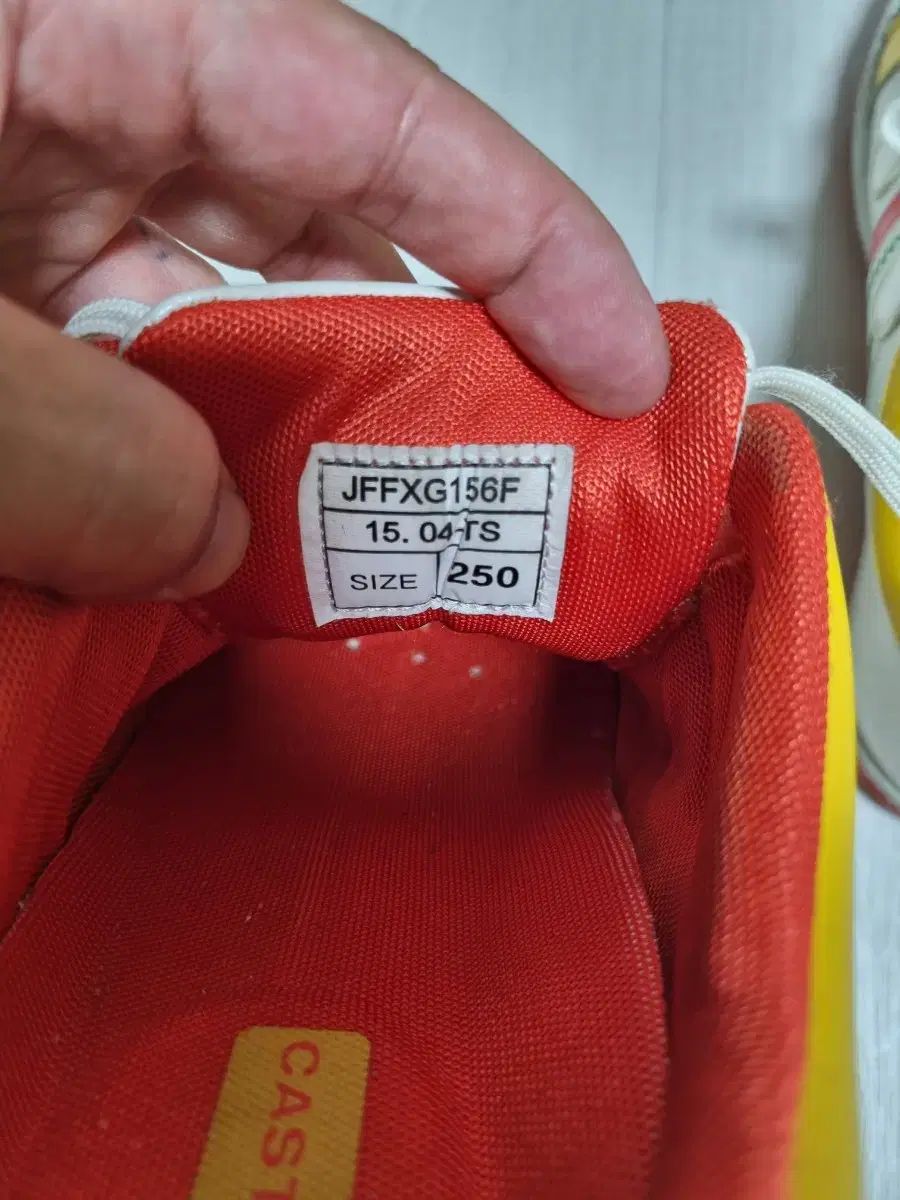 JFFXG156F
15. 04-TS
SIZE 250
CAST